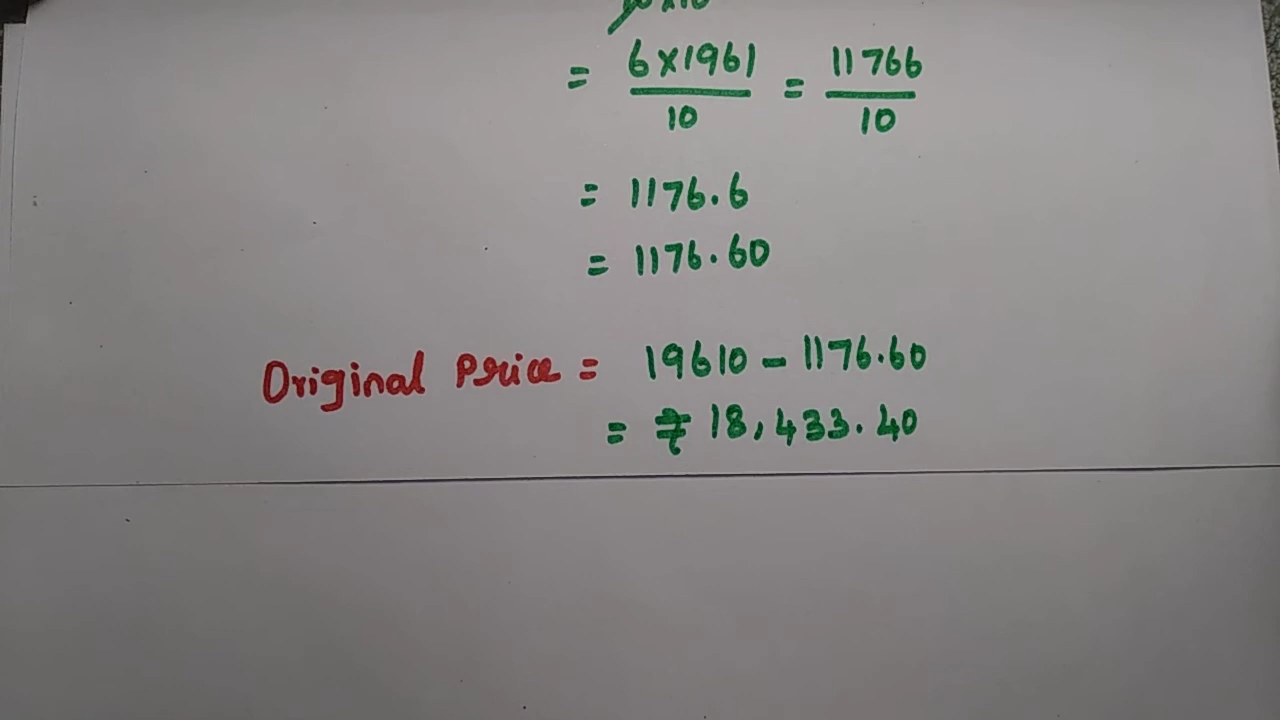 = 6×1961/10 = 11766/10
= 1176.6
= 1176.60
Original Price = 19610 - 1176.60
= ₹ 18,433.40